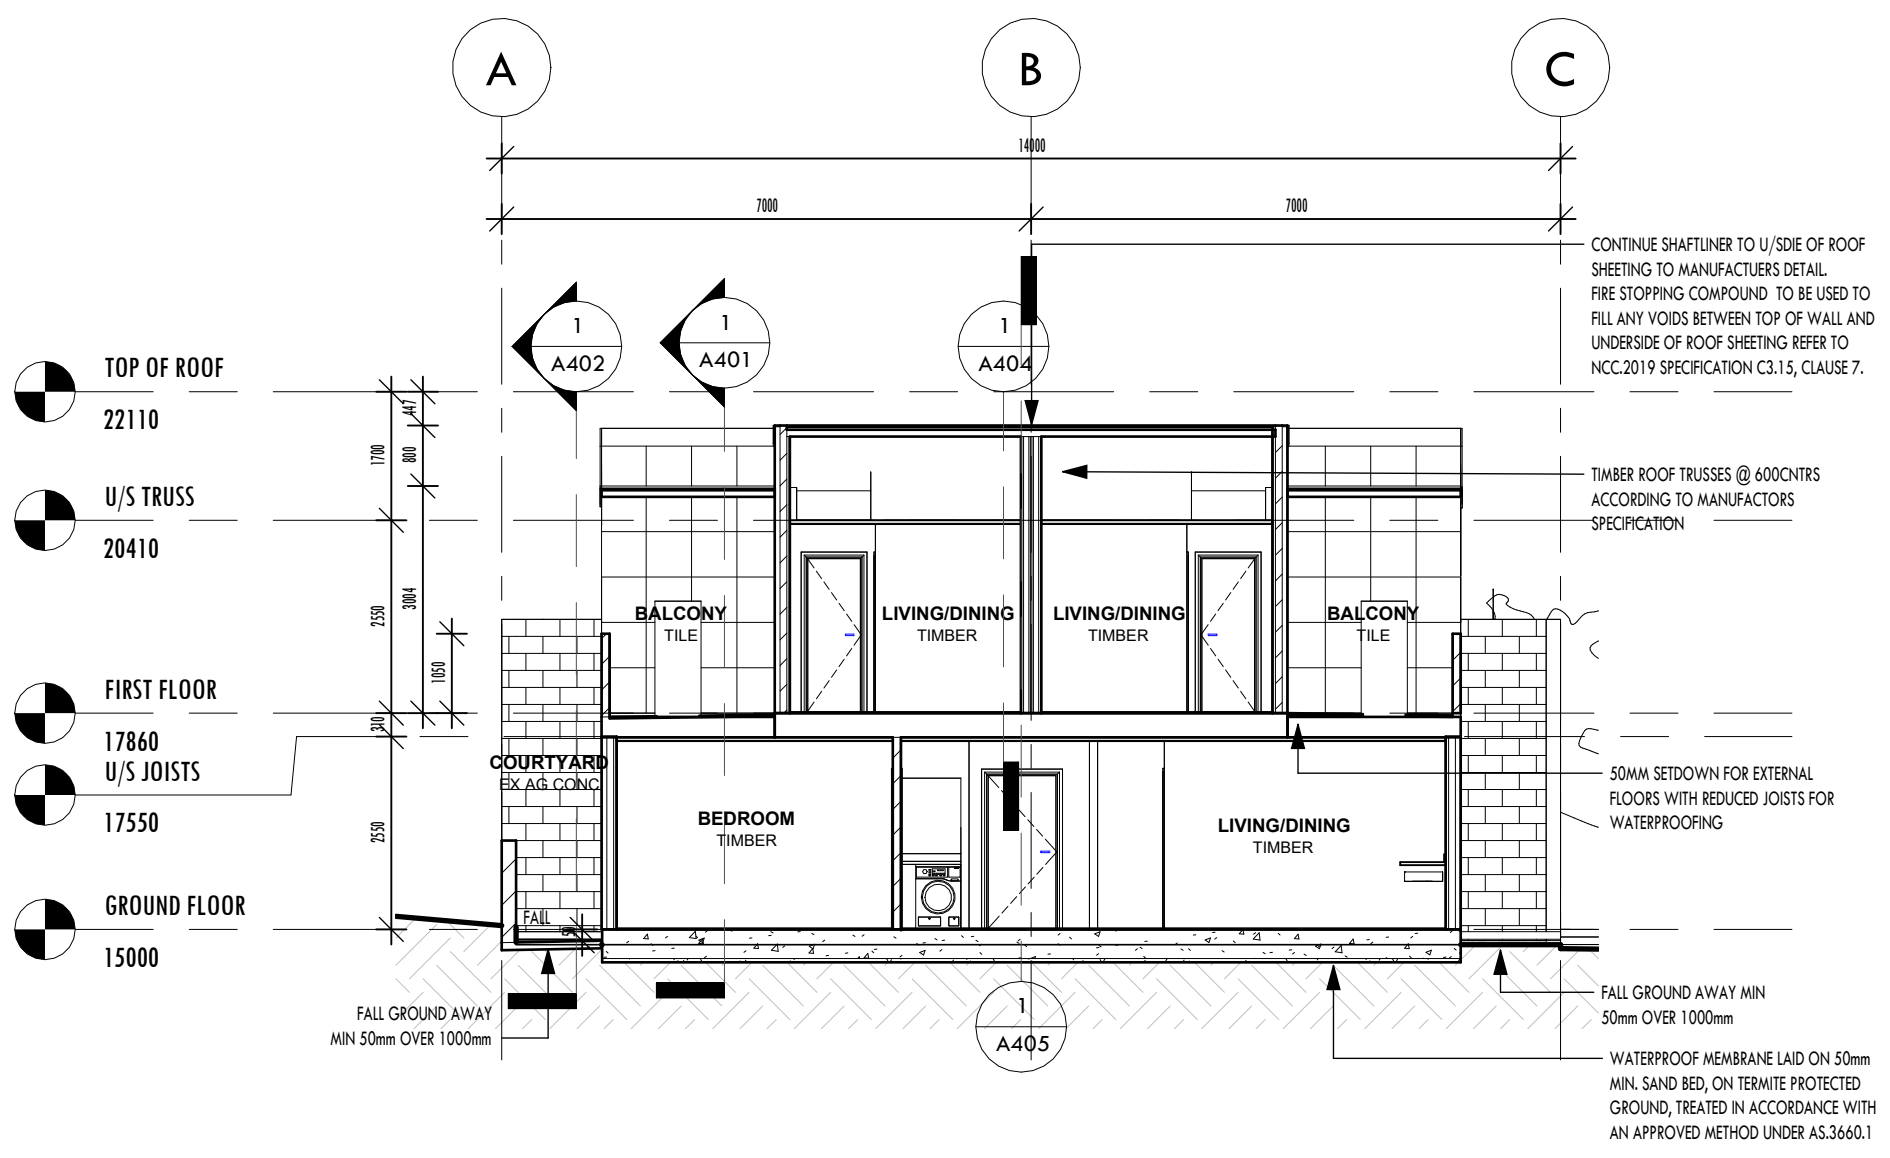 A
B
C
14000
7000
7000
CONTINUE SHAFTLINER TO U/SDIE OF ROOF
SHEETING TO MANUFACTUERS DETAIL.
FIRE STOPPING COMPOUND TO BE USED TO
FILL ANY VOIDS BETWEEN TOP OF WALL AND
UNDERSIDE OF ROOF SHEETING REFER TO
NCC.2019 SPECIFICATION C3.15, CLAUSE 7.
1
A402
1
A401
1
A404
TOP OF ROOF
22110
447
1700
800
U/S TRUSS
20410
TIMBER ROOF TRUSSES @ 600CNTRS
ACCORDING TO MANUFACTORS
SPECIFICATION
2550
3004
1050
BALCONY
TILE
LIVING/DINING
TIMBER
LIVING/DINING
TIMBER
BALCONY
TILE
FIRST FLOOR
17860
310
U/S JOISTS
17550
COURTYARD
EX AG CONC
50MM SETDOWN FOR EXTERNAL
FLOORS WITH REDUCED JOISTS FOR
WATERPROOFING
2550
BEDROOM
TIMBER
LIVING/DINING
TIMBER
GROUND FLOOR
15000
FALL
FALL GROUND AWAY
MIN 50mm OVER 1000mm
1
A405
FALL GROUND AWAY MIN
50mm OVER 1000mm
WATERPROOF MEMBRANE LAID ON 50mm
MIN. SAND BED, ON TERMITE PROTECTED
GROUND, TREATED IN ACCORDANCE WITH
AN APPROVED METHOD UNDER AS.3660.1